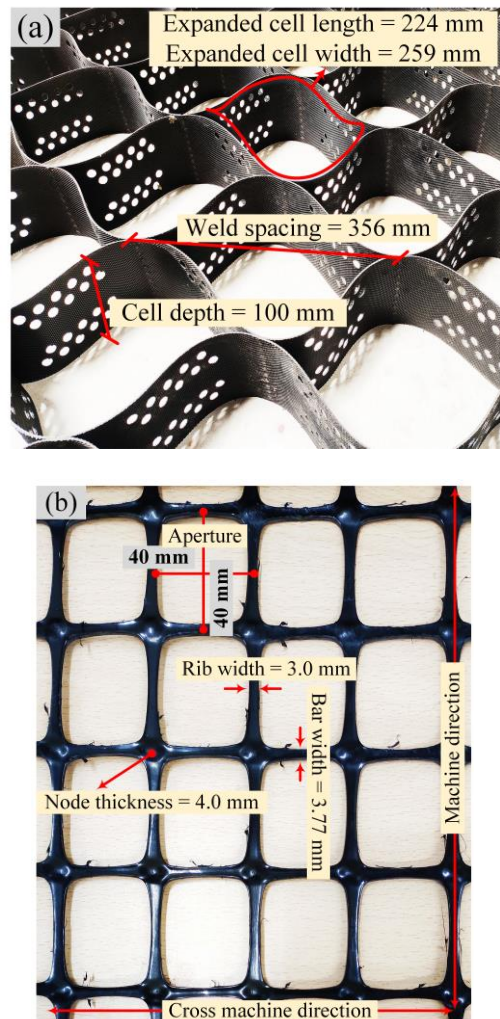 (a)
Expanded cell length = 224 mm
Expanded cell width = 259 mm
Weld spacing = 356 mm
Cell depth = 100 mm
(b)
Aperture
40 mm
40 mm
Rib width = 3.0 mm
Bar width = 3.77 mm
Node thickness = 4.0 mm
Machine direction
Cross machine direction